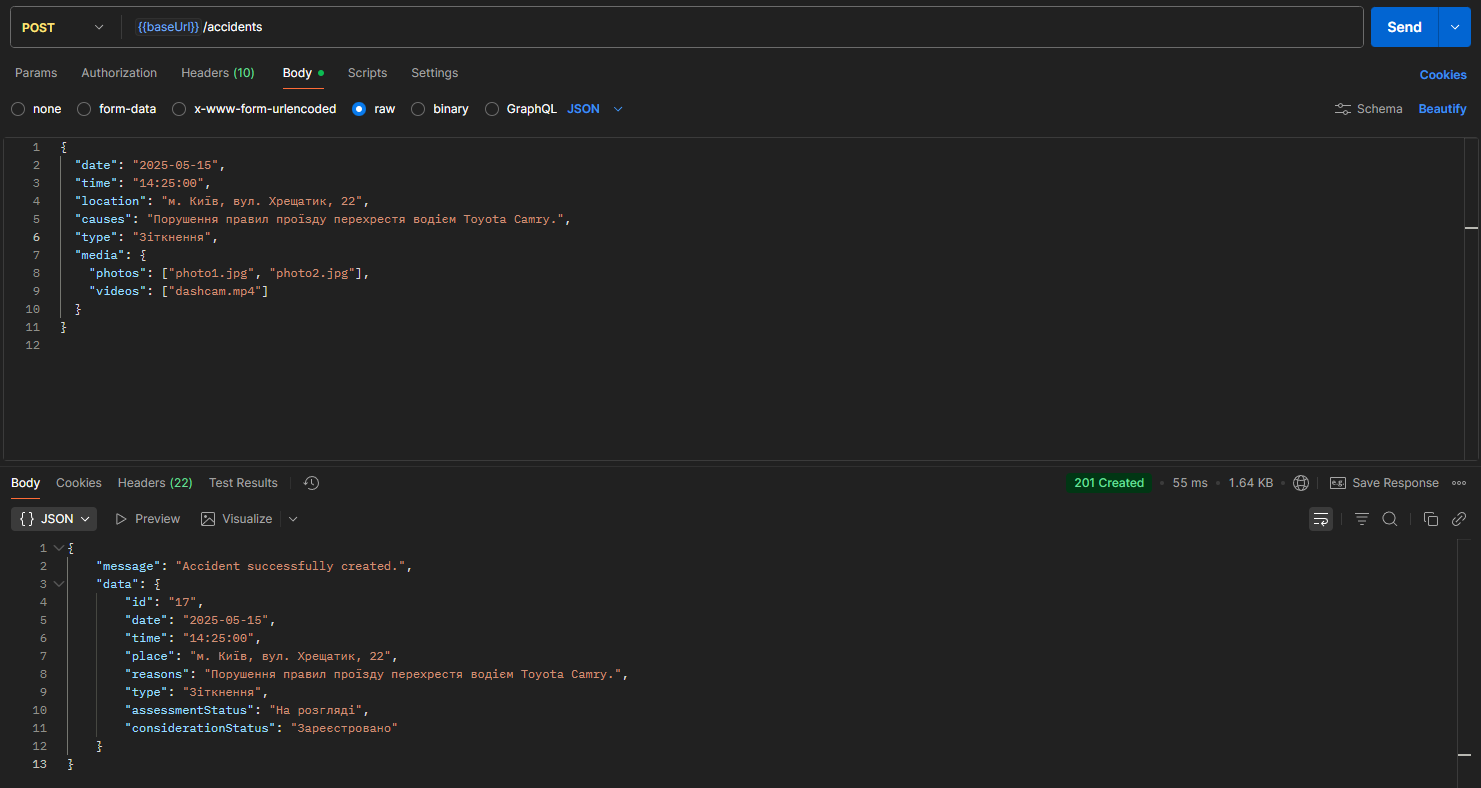 POST {{baseUrl}} /accidents Send
Params Authorization Headers (10) Body Scripts Settings Cookies
none form-data x-www-form-urlencoded raw binary GraphQL JSON Schema Beautify
1 {
2 "date": "2025-05-15",
3 "time": "14:25:00",
4 "location": "м. Київ, вул. Хрещатик, 22",
5 "causes": "Порушення правил проїзду перехрестя водієм Toyota Camry.",
6 "type": "Зіткнення",
7 "media": {
8 "photos": ["photo1.jpg", "photo2.jpg"],
9 "videos": ["dashcam.mp4"]
10 }
11 }
12
Body Cookies Headers (22) Test Results 201 Created • 55 ms • 1.64 KB • e.g. Save Response
{} JSON Preview Visualize
1 {
2 "message": "Accident successfully created.",
3 "data": {
4 "id": "17",
5 "date": "2025-05-15",
6 "time": "14:25:00",
7 "place": "м. Київ, вул. Хрещатик, 22",
8 "reasons": "Порушення правил проїзду перехрестя водієм Toyota Camry.",
9 "type": "Зіткнення",
10 "assessmentStatus": "На розгляді",
11 "considerationStatus": "Зареєстровано"
12 }
13 }